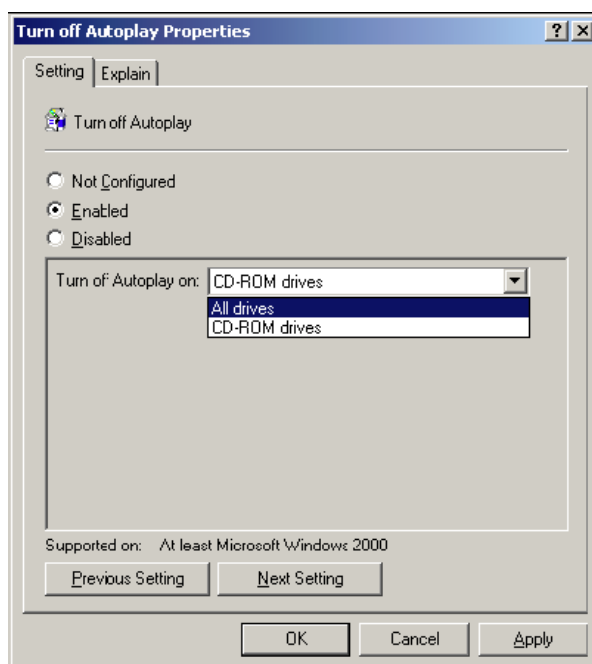 Turn off Autoplay Properties
Setting Explain
Turn off Autoplay
Not Configured
Enabled
Disabled
Turn off Autoplay on: CD-ROM drives
All drives
CD-ROM drives
Supported on: At least Microsoft Windows 2000
Previous Setting Next Setting
OK Cancel Apply